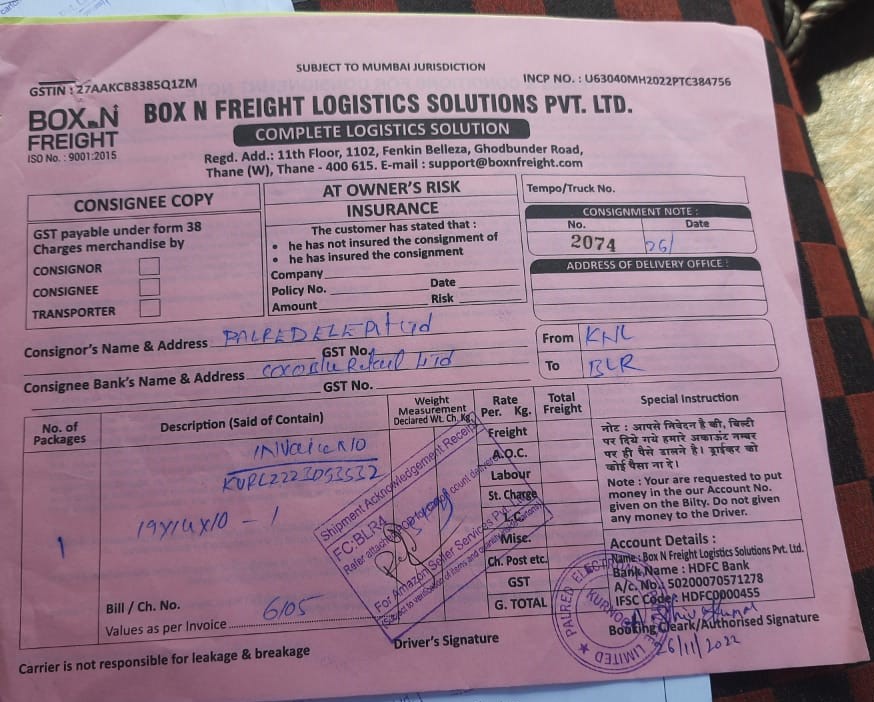 SUBJECT TO MUMBAI JURISDICTION
GSTIN : 27AAKCB8385Q1ZM
INCP NO. : U63040MH2022PTC384756
BOX N FREIGHT
ISO No. : 9001:2015
BOX N FREIGHT LOGISTICS SOLUTIONS PVT. LTD.
COMPLETE LOGISTICS SOLUTION
Regd. Add.: 11th Floor, 1102, Fenkin Belleza, Ghodbunder Road,
Thane (W), Thane - 400 615. E-mail : support@boxnfreight.com
CONSIGNEE COPY
GST payable under form 38
Charges merchandise by
CONSIGNOR
CONSIGNEE
TRANSPORTER
AT OWNER'S RISK
INSURANCE
The customer has stated that :
• he has not insured the consignment of
• he has insured the consignment
Company
Policy No. Date
Amount Risk
Tempo/Truck No.
CONSIGNMENT NOTE :
No. Date
2074 26/
ADDRESS OF DELIVERY OFFICE :
Consignor's Name & Address PALRED ELE Pvt Ltd
GST No.
Consignee Bank's Name & Address Cocoblu Retail Ltd
GST No.
From KNL
To BLR
No. of Packages
Description (Said of Contain)
Weight
Measurement
Declared Wt. Ch. Kg.
Rate
Per. Kg.
Total
Freight
Special Instruction
1
INVoice No
KURL2223053532
19x14x10 - 1
Bill / Ch. No.
Values as per Invoice 6105
Freight
A.O.C.
Labour
St. Charge
L.C.
Misc.
Ch. Post etc.
GST
G. TOTAL
नोट : आपसे निवेदन है की, बिल्टी
पर दिये गये हमारे अकाउंट नम्बर
पर ही पैसे डालने है। ड्राईवर को
कोई पैसा ना दे।
Note : Your are requested to put
money in the our Account No.
given on the Bilty. Do not given
any money to the Driver.
Account Details :
Name : Box N Freight Logistics Solutions Pvt. Ltd.
Bank Name : HDFC Bank
A/c. No. : 50200070571278
IFSC Code : HDFC0000455
Shipment Acknowledgement Receipt
FC:BLRA
For Amazon Seller Services Pvt. Ltd.
PALRED ELECTRONICS
LIMITED
Booking Cleark/Authorised Signature
26/11/2022
Driver's Signature
Carrier is not responsible for leakage & breakage